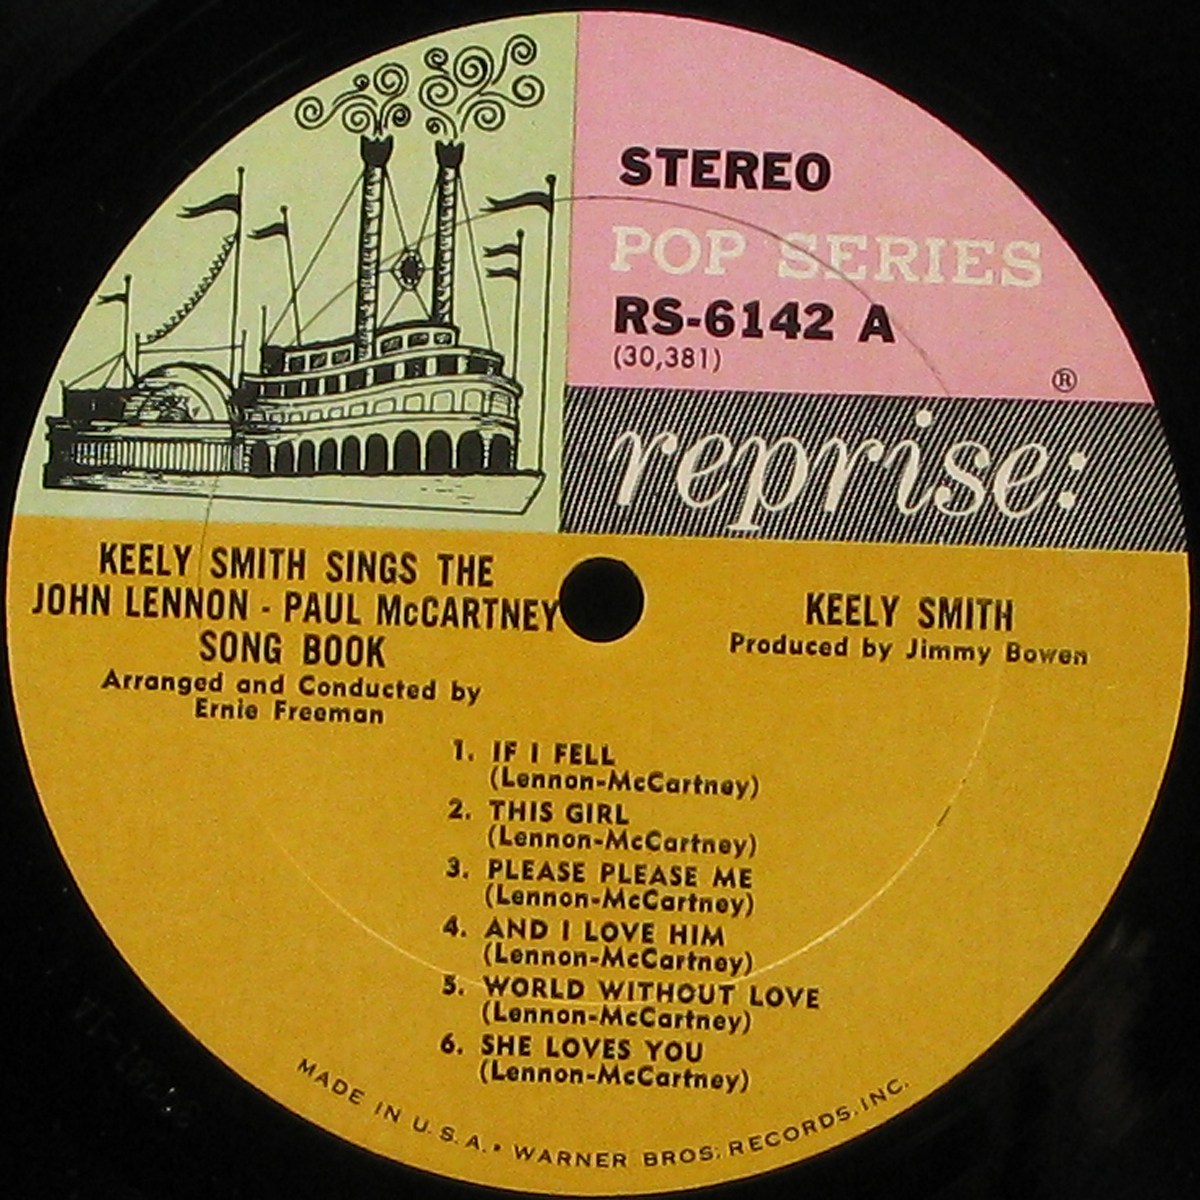 STEREO
POP SERIES
RS-6142 A
(30,381)
®
reprise:
KEELY SMITH SINGS THE
JOHN LENNON - PAUL McCARTNEY
SONG BOOK
Arranged and Conducted by
Ernie Freeman
KEELY SMITH
Produced by Jimmy Bowen
1. IF I FELL
(Lennon-McCartney)
2. THIS GIRL
(Lennon-McCartney)
3. PLEASE PLEASE ME
(Lennon-McCartney)
4. AND I LOVE HIM
(Lennon-McCartney)
5. WORLD WITHOUT LOVE
(Lennon-McCartney)
6. SHE LOVES YOU
(Lennon-McCartney)
MADE IN U.S.A. • WARNER BROS. RECORDS, INC.